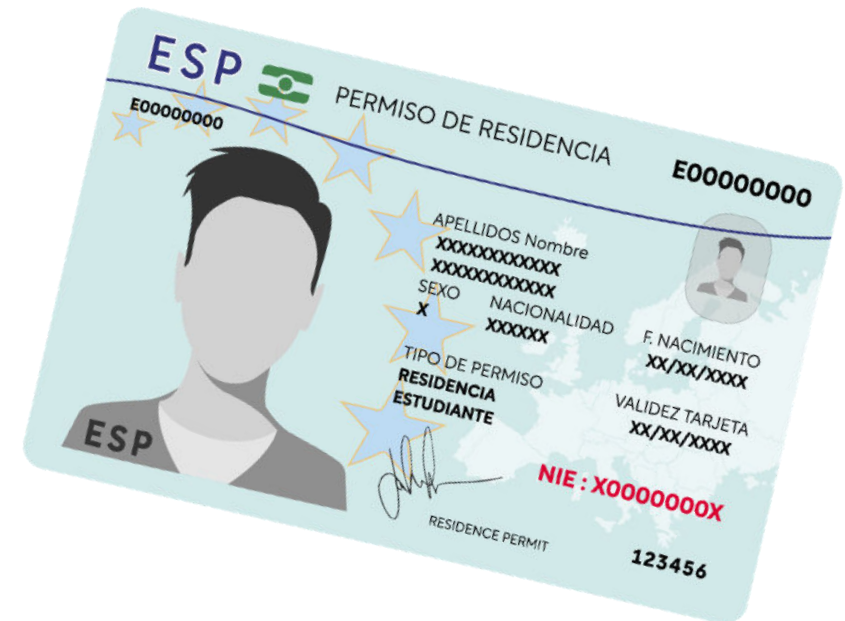 ESP
PERMISO DE RESIDENCIA
E00000000
E00000000
APELLIDOS Nombre
XXXXXXXXXXXX
XXXXXXXXXXXX
SEXO
X
NACIONALIDAD
XXXXXX
F. NACIMIENTO
XX/XX/XXXX
TIPO DE PERMISO
RESIDENCIA
ESTUDIANTE
VALIDEZ TARJETA
XX/XX/XXXX
ESP
NIE : X0000000X
RESIDENCE PERMIT
123456